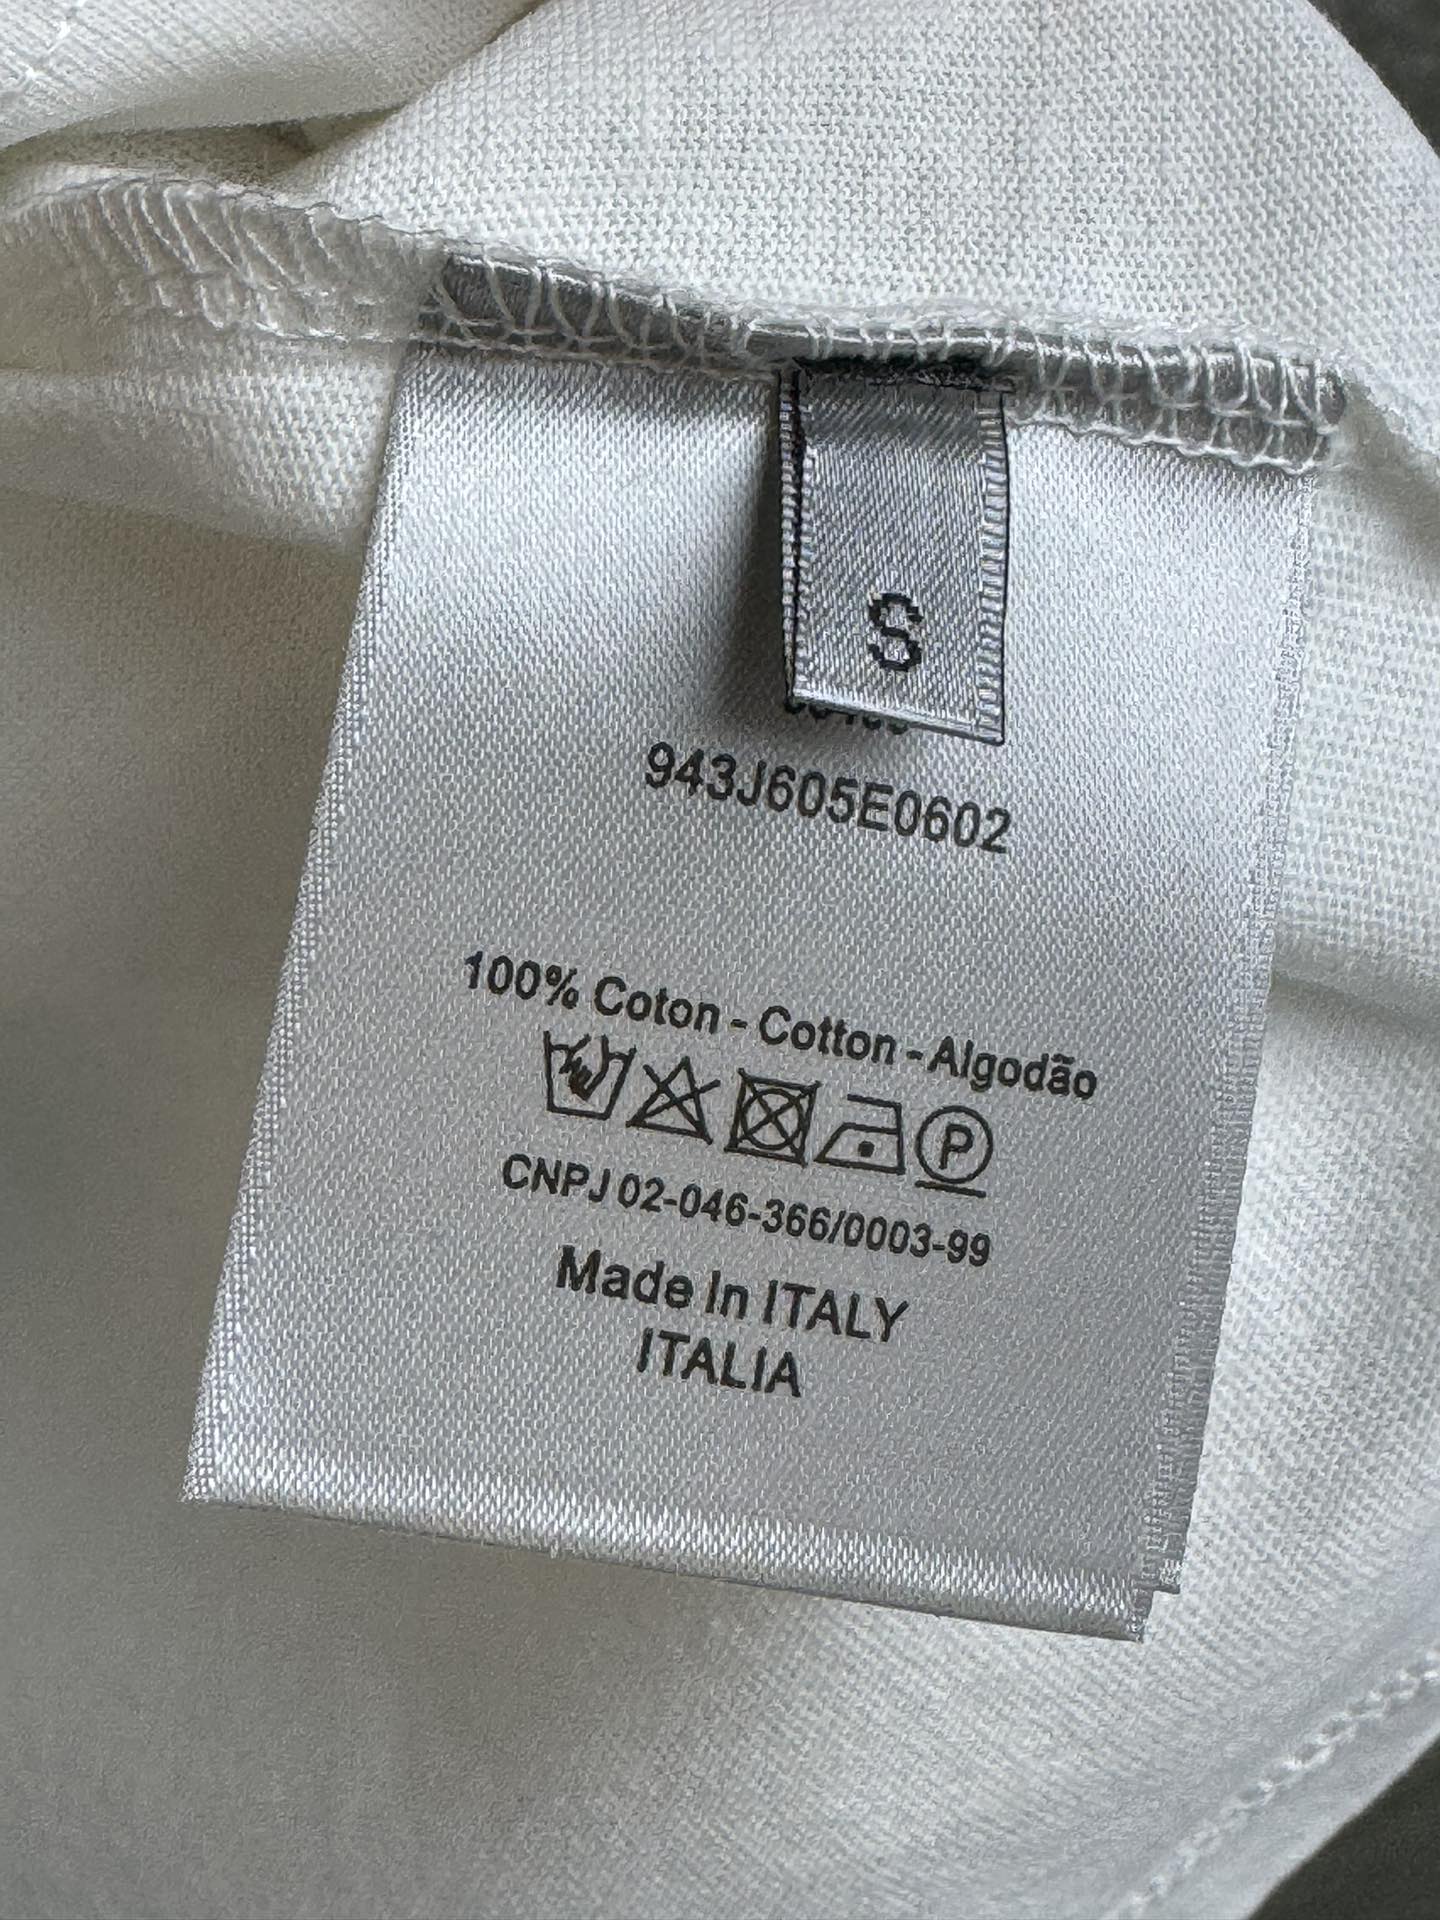 S
943J605E0602
100% Coton - Cotton - Algodão
P
CNPJ 02-046-366/0003-99
Made In ITALY
ITALIA